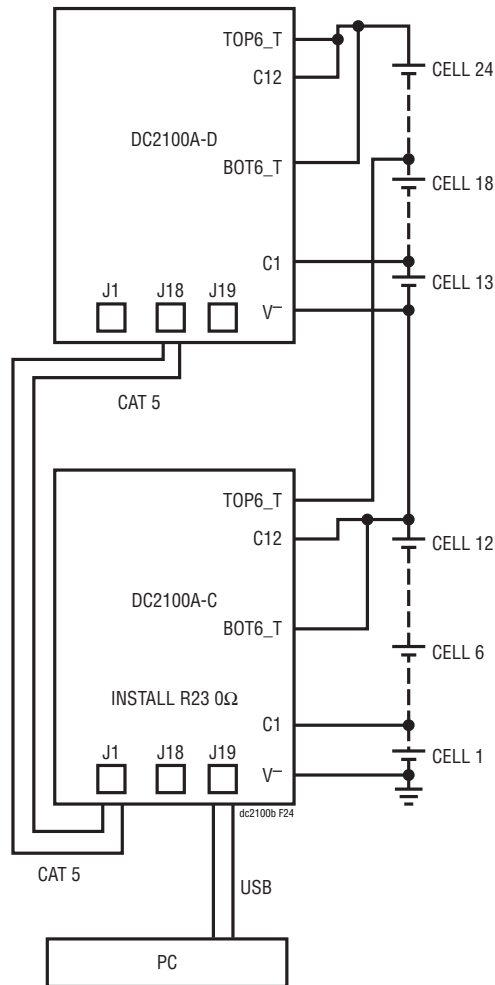 TOP6_T
C12
CELL 24
DC2100A-D
BOT6_T
CELL 18
C1
CELL 13
J1 J18 J19
V–
CAT 5
TOP6_T
C12
CELL 12
DC2100A-C
BOT6_T
CELL 6
INSTALL R23 0Ω
C1
J1 J18 J19
CELL 1
V–
dc2100b F24
CAT 5
USB
PC